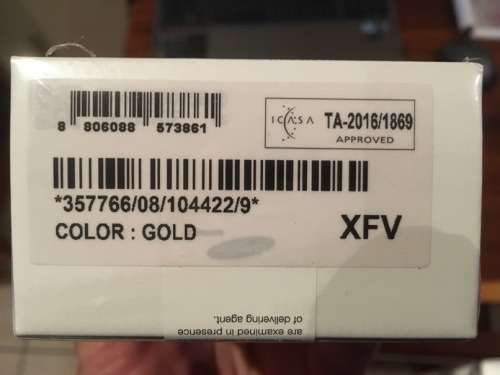 8 806088 573861
ICASA
TA-2016/1869
APPROVED
*357766/08/104422/9*
COLOR : GOLD
XFV
are examined in presence
of delivering agent.